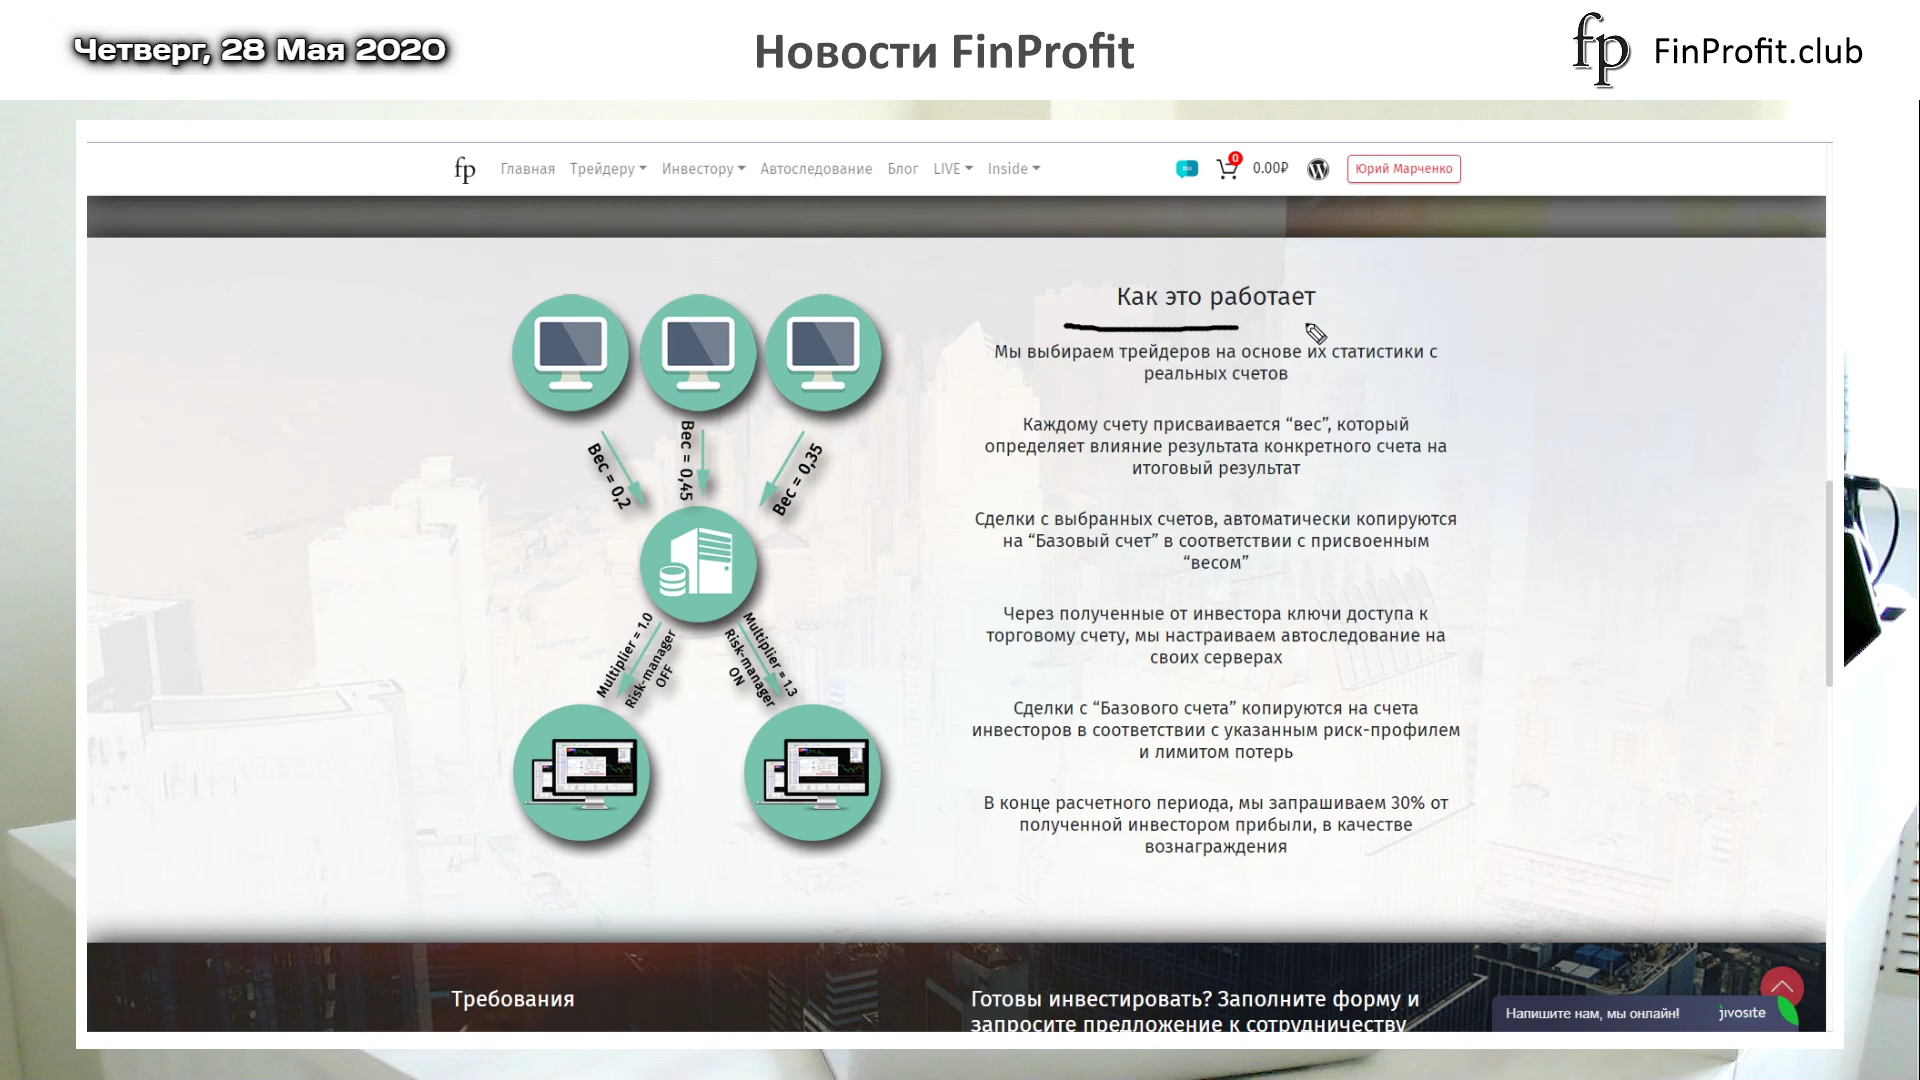 Четверг, 28 Мая 2020
Новости FinProfit
fp FinProfit.club
fp Главная Трейдеру Инвестору Автоследование Блог LIVE Inside 0 0.00₽ Юрий Марченко
Как это работает
Мы выбираем трейдеров на основе их статистики с
реальных счетов
Каждому счету присваивается “вес”, который
определяет влияние результата конкретного счета на
итоговый результат
Сделки с выбранных счетов, автоматически копируются
на “Базовый счет” в соответствии с присвоенным
“весом”
Через полученные от инвестора ключи доступа к
торговому счету, мы настраиваем автоследование на
своих серверах
Сделки с “Базового счета” копируются на счета
инвесторов в соответствии с указанным риск-профилем
и лимитом потерь
В конце расчетного периода, мы запрашиваем 30% от
полученной инвестором прибыли, в качестве
вознаграждения
Вес = 0,2
Вес = 0,45
Вес = 0,35
Multiplier = 1.0
Risk-manager
OFF
Multiplier = 1.3
Risk-manager
ON
Требования
Готовы инвестировать? Заполните форму и
запросите предложение к сотрудничеству
Напишите нам, мы онлайн! jivosite